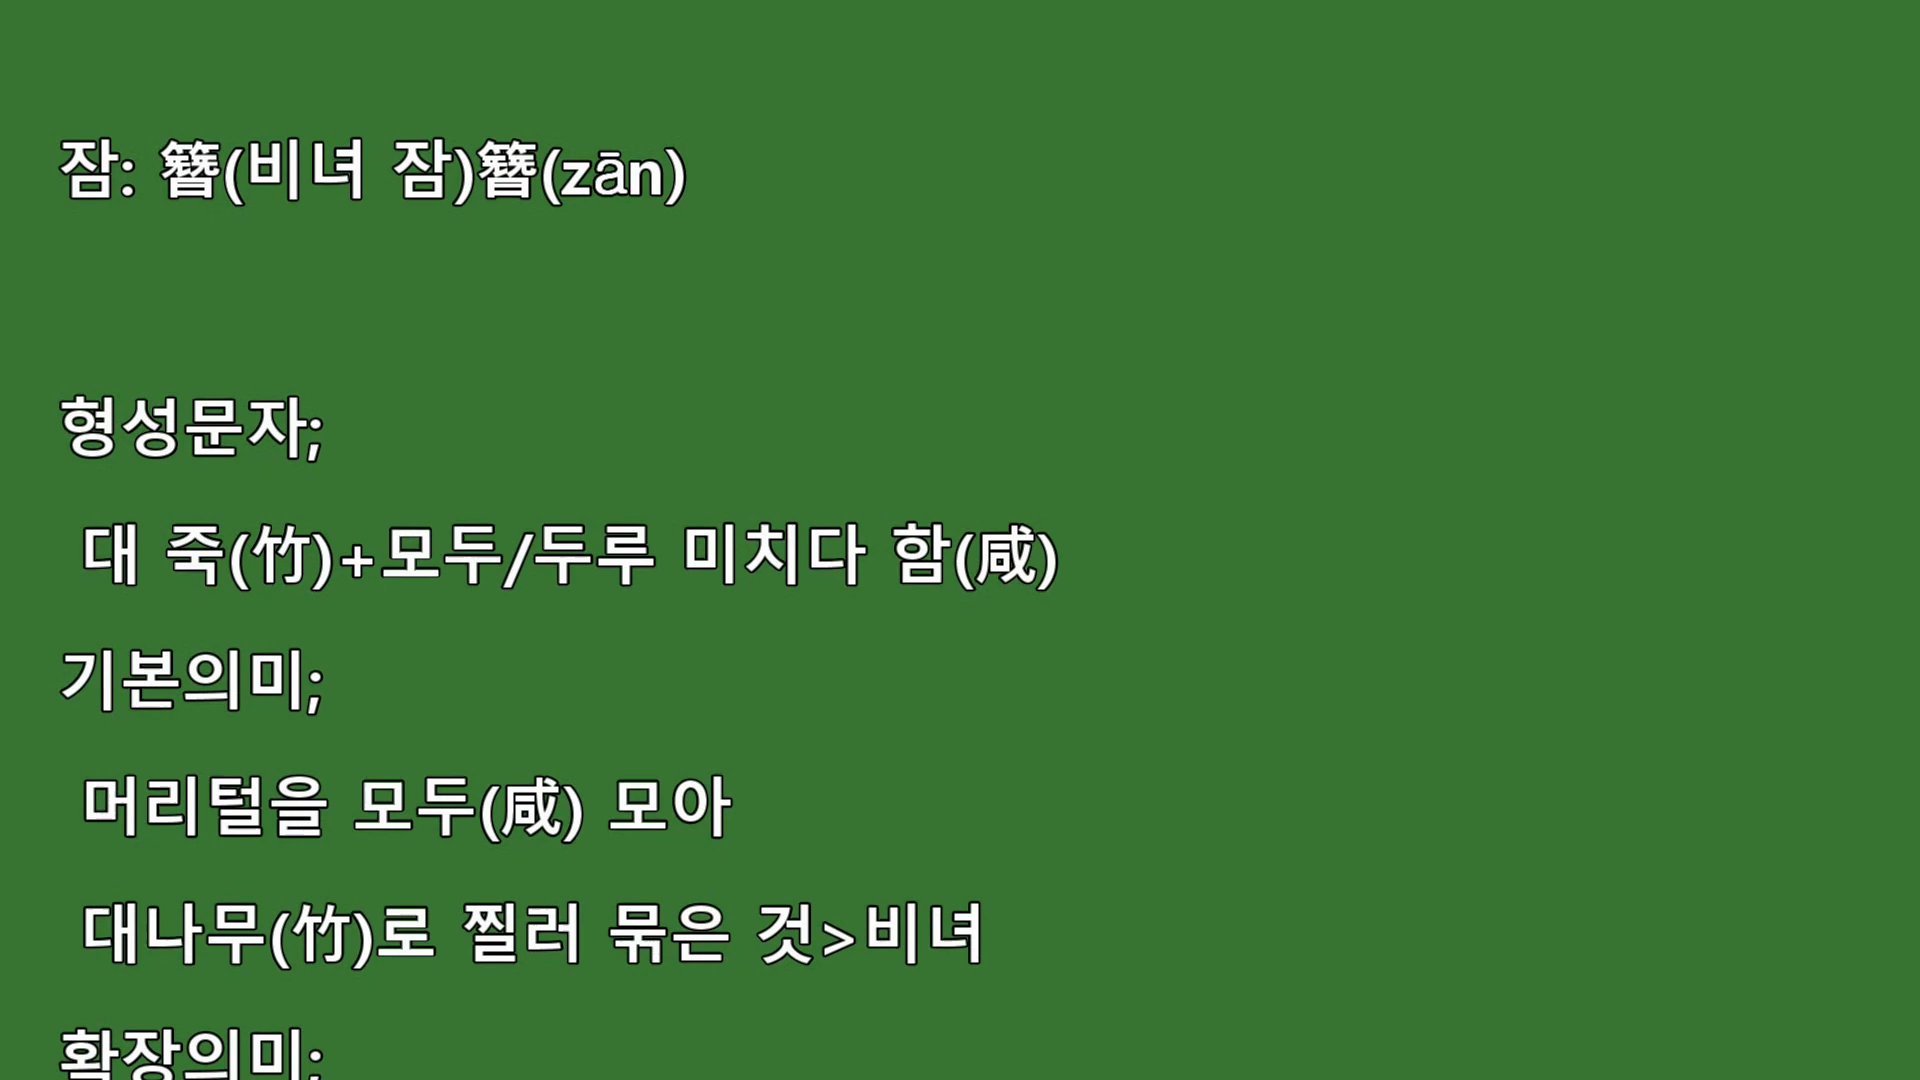 잠: 簪(비녀 잠)簪(zān)
형성문자;
대 죽(竹)+모두/두루 미치다 함(咸)
기본의미;
머리털을 모두(咸) 모아
대나무(竹)로 찔러 묶은 것>비녀
확장의미;